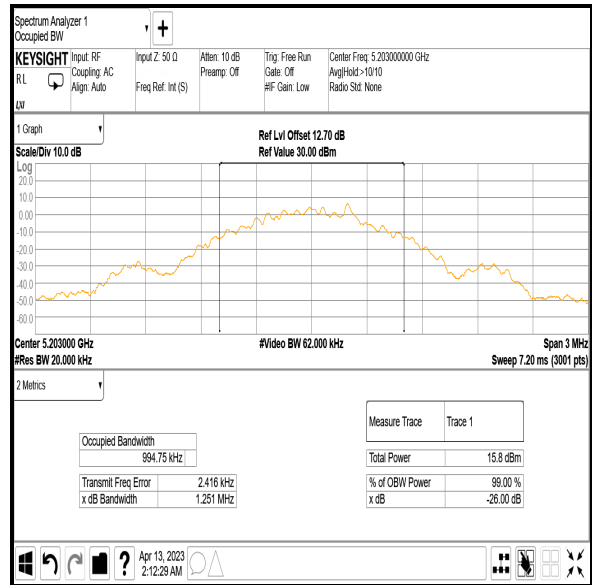 Spectrum Analyzer 1
Occupied BW
+
KEYSIGHT
RL
LXI
Input: RF
Coupling: AC
Align: Auto
Input Z: 50 Ω
Freq Ref: Int (S)
Atten: 10 dB
Preamp: Off
Trig: Free Run
Gate: Off
#IF Gain: Low
Center Freq: 5.203000000 GHz
Avg|Hold:>10/10
Radio Std: None
1 Graph
Scale/Div 10.0 dB
Ref Lvl Offset 12.70 dB
Ref Value 30.00 dBm
Log
20.0
10.0
0.00
-10.0
-20.0
-30.0
-40.0
-50.0
-60.0
Center 5.203000 GHz
#Video BW 62.000 kHz
Span 3 MHz
#Res BW 20.000 kHz
Sweep 7.20 ms (3001 pts)
2 Metrics
Occupied Bandwidth
994.75 kHz
Transmit Freq Error 2.416 kHz
x dB Bandwidth 1.251 MHz
Measure Trace Trace 1
Total Power 15.8 dBm
% of OBW Power 99.00 %
x dB -26.00 dB
?
Apr 13, 2023
2:12:29 AM